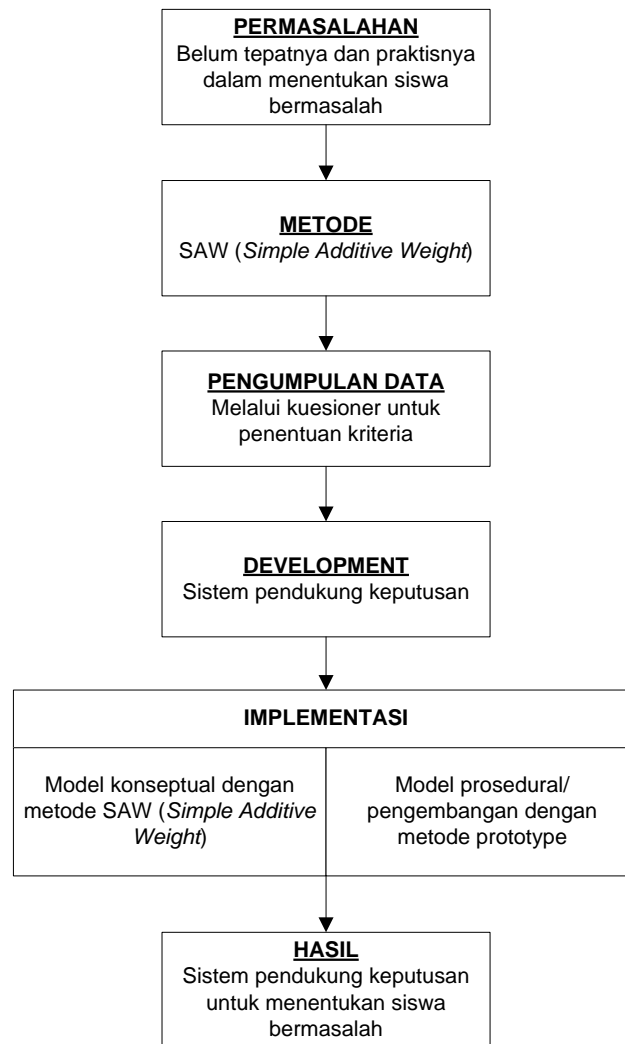 PERMASALAHAN
Belum tepatnya dan praktisnya
dalam menentukan siswa
bermasalah
METODE
SAW (Simple Additive Weight)
PENGUMPULAN DATA
Melalui kuesioner untuk
penentuan kriteria
DEVELOPMENT
Sistem pendukung keputusan
IMPLEMENTASI
Model konseptual dengan
metode SAW (Simple Additive
Weight)
Model prosedural/
pengembangan dengan
metode prototype
HASIL
Sistem pendukung keputusan
untuk menentukan siswa
bermasalah